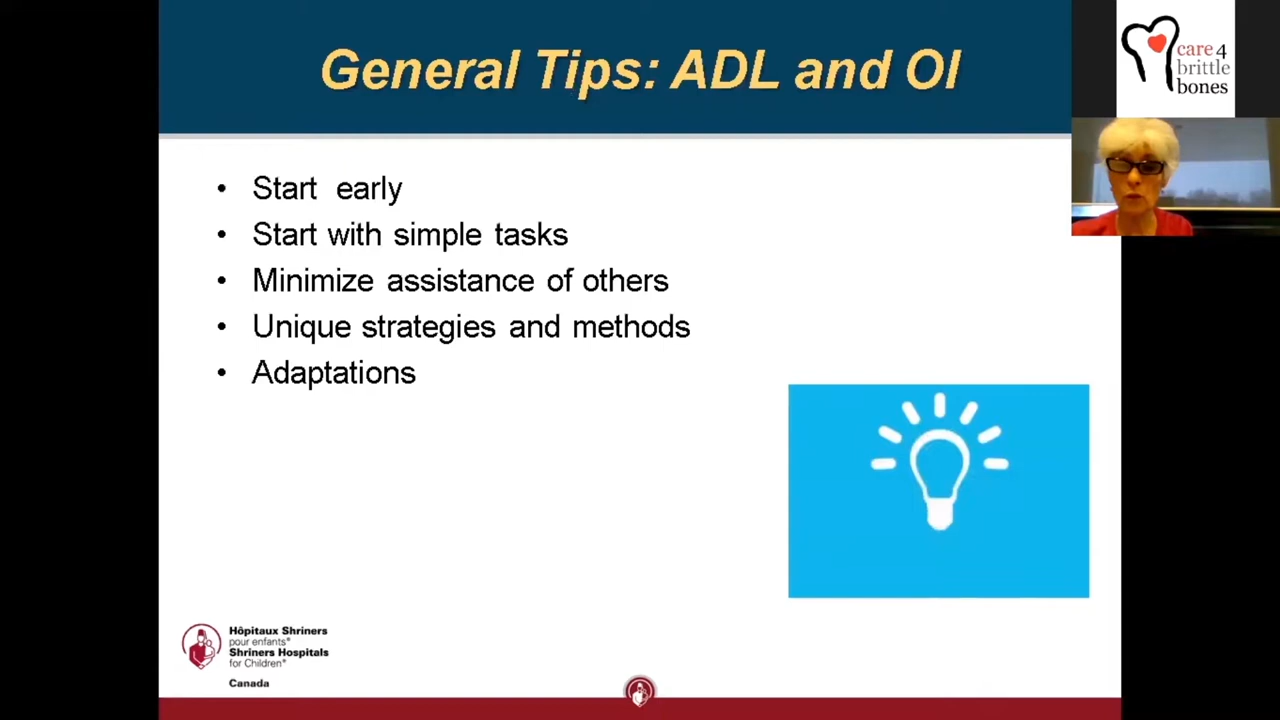 General Tips: ADL and OI
care 4
brittle
bones
• Start early
• Start with simple tasks
• Minimize assistance of others
• Unique strategies and methods
• Adaptations
Hôpitaux Shriners
pour enfants®
Shriners Hospitals
for Children®
Canada